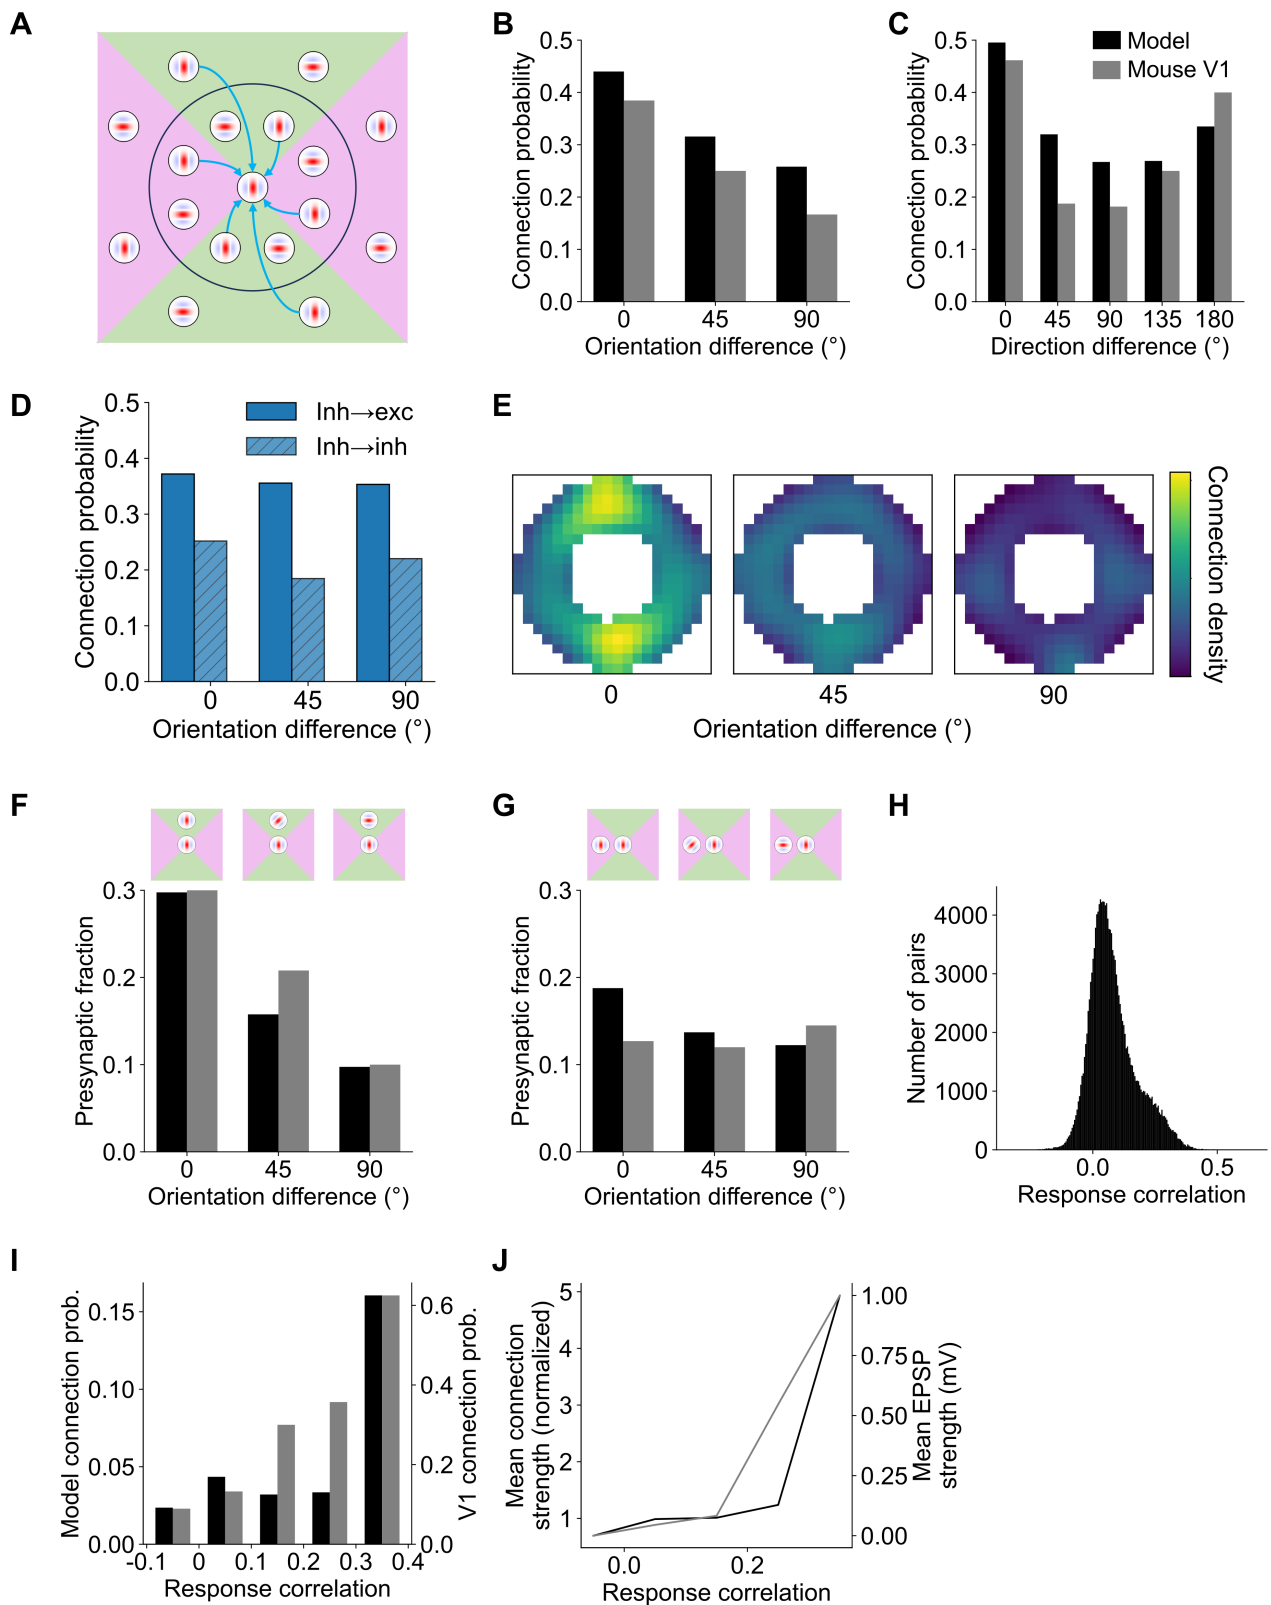 A
B
Connection probability
0.5
0.4
0.3
0.2
0.1
0.0
0 45 90
Orientation difference (°)
C
Model
Mouse V1
Connection probability
0.5
0.4
0.3
0.2
0.1
0.0
0 45 90 135 180
Direction difference (°)
D
Inh→exc
Inh→inh
Connection probability
0.5
0.4
0.3
0.2
0.1
0.0
0 45 90
Orientation difference (°)
E
0 45 90
Orientation difference (°)
Connection density
F
Presynaptic fraction
0.3
0.2
0.1
0.0
0 45 90
Orientation difference (°)
G
Presynaptic fraction
0.3
0.2
0.1
0.0
0 45 90
Orientation difference (°)
H
Number of pairs
4000
3000
2000
1000
0
0.0 0.5
Response correlation
I
Model connection prob.
0.15
0.10
0.05
0.00
V1 connection prob.
0.6
0.4
0.2
0.0
-0.1 0 0.1 0.2 0.3 0.4
Response correlation
J
Mean connection
strength (normalized)
5
4
3
2
1
Mean EPSP
strength (mV)
1.00
0.75
0.50
0.25
0.00
0.0 0.2
Response correlation